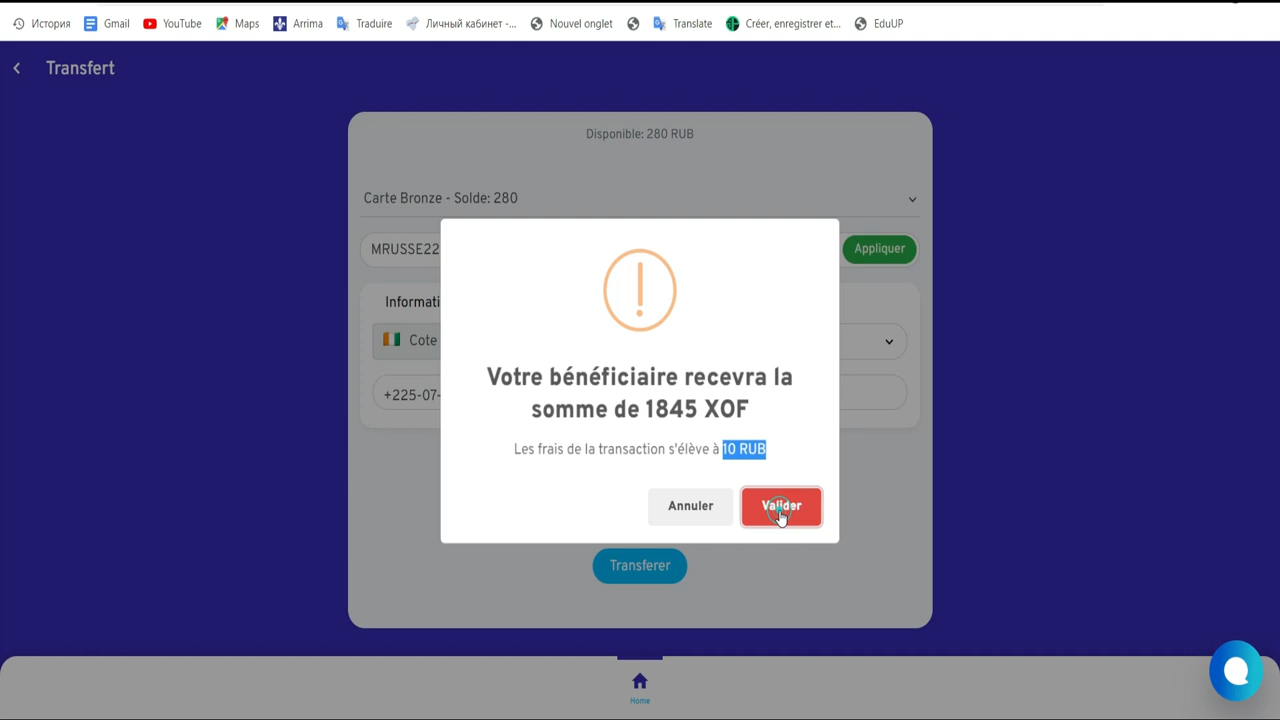 История Gmail YouTube Maps Arrima Traduire Личный кабинет -... Nouvel onglet Translate Créer, enregistrer et... EduUP
Transfert
Disponible: 280 RUB
Carte Bronze - Solde: 280
MRUSSE22
Appliquer
Informati
Cote
+225-07-
Votre bénéficiaire recevra la
somme de 1845 XOF
Les frais de la transaction s'élève à 10 RUB
Annuler Valider
Transferer
Home